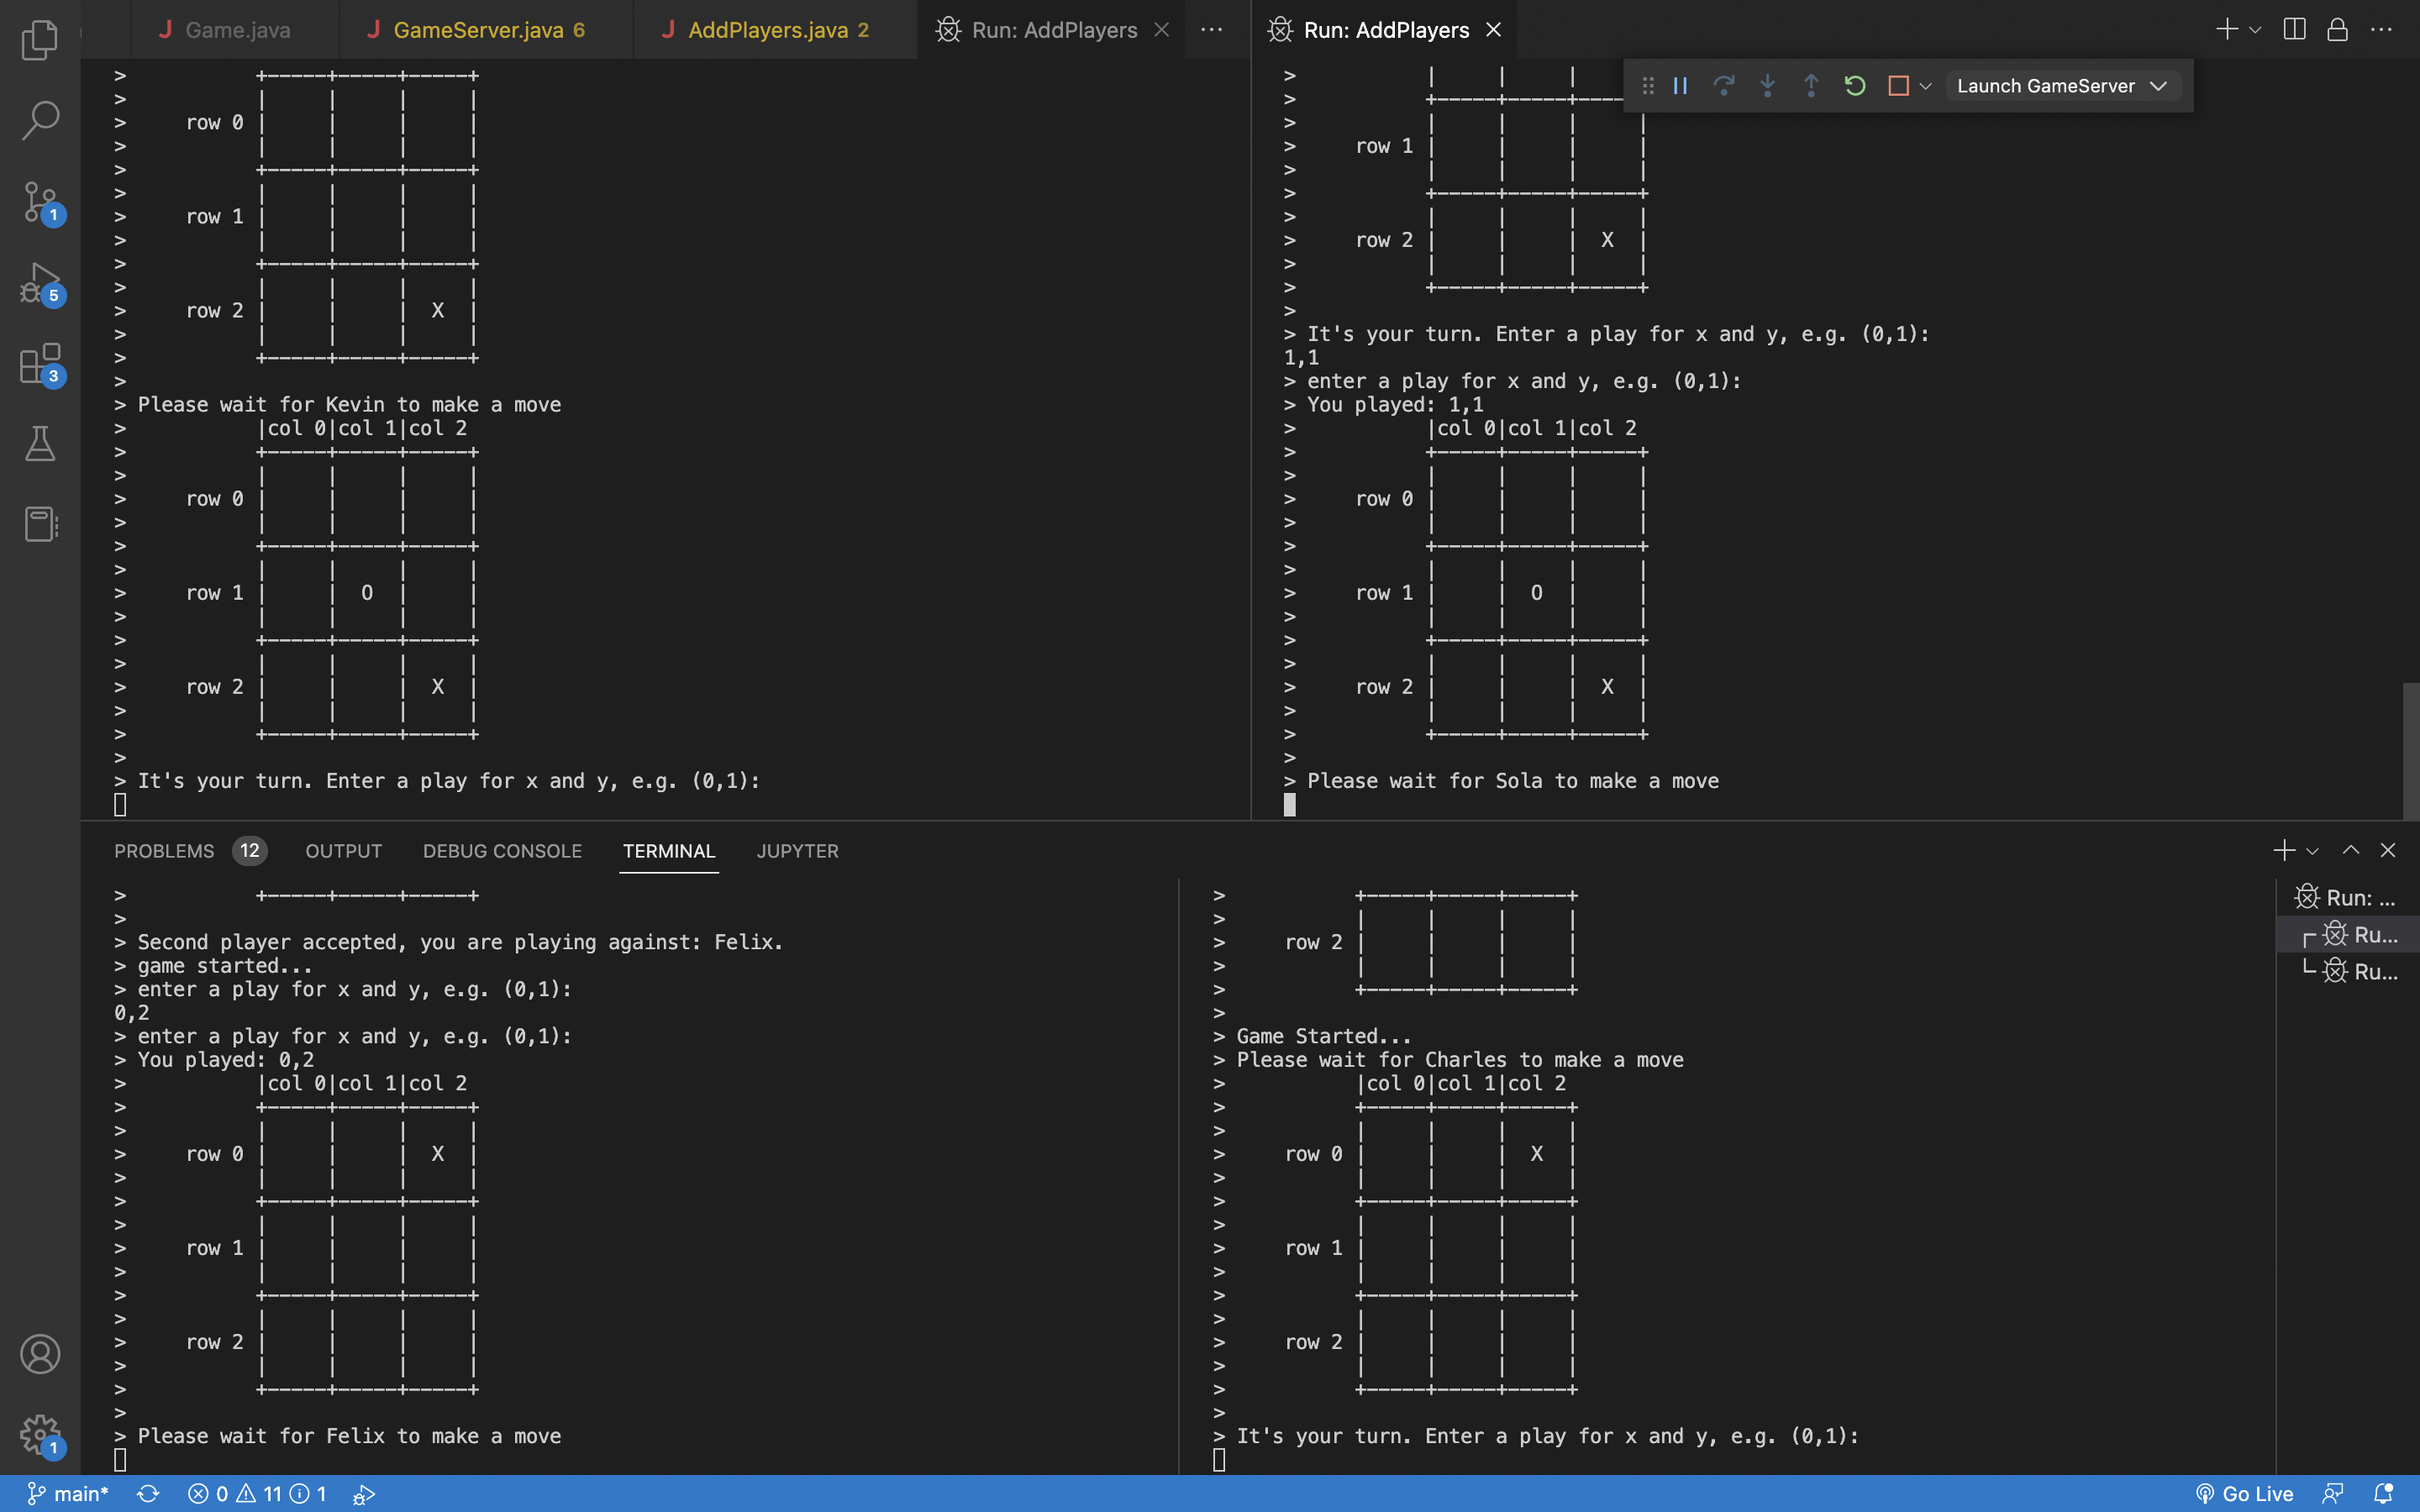 Game.java
GameServer.java 6
AddPlayers.java 2
Run: AddPlayers
Run: AddPlayers
Launch GameServer
> +-----+-----+-----+
> | | | |
> row 0 | | | |
> | | | |
> +-----+-----+-----+
> | | | |
> row 1 | | | |
> | | | |
> +-----+-----+-----+
> | | | |
> row 2 | | | X |
> | | | |
> +-----+-----+-----+
>
> Please wait for Kevin to make a move
> |col 0|col 1|col 2
> +-----+-----+-----+
> | | | |
> row 0 | | | |
> | | | |
> +-----+-----+-----+
> | | | |
> row 1 | | O | |
> | | | |
> +-----+-----+-----+
> | | | |
> row 2 | | | X |
> | | | |
> +-----+-----+-----+
>
> It's your turn. Enter a play for x and y, e.g. (0,1):
> | | |
> +-----+-----+-----
> | | | |
> row 1 | | | |
> | | | |
> +-----+-----+-----+
> | | | |
> row 2 | | | X |
> | | | |
> +-----+-----+-----+
>
> It's your turn. Enter a play for x and y, e.g. (0,1):
1,1
> enter a play for x and y, e.g. (0,1):
> You played: 1,1
> |col 0|col 1|col 2
> +-----+-----+-----+
> | | | |
> row 0 | | | |
> | | | |
> +-----+-----+-----+
> | | | |
> row 1 | | O | |
> | | | |
> +-----+-----+-----+
> | | | |
> row 2 | | | X |
> | | | |
> +-----+-----+-----+
>
> Please wait for Sola to make a move
PROBLEMS 12 OUTPUT DEBUG CONSOLE TERMINAL JUPYTER
> +-----+-----+-----+
>
> Second player accepted, you are playing against: Felix.
> game started...
> enter a play for x and y, e.g. (0,1):
0,2
> enter a play for x and y, e.g. (0,1):
> You played: 0,2
> |col 0|col 1|col 2
> +-----+-----+-----+
> | | | |
> row 0 | | | X |
> | | | |
> +-----+-----+-----+
> | | | |
> row 1 | | | |
> | | | |
> +-----+-----+-----+
> | | | |
> row 2 | | | |
> | | | |
> +-----+-----+-----+
>
> Please wait for Felix to make a move
> +-----+-----+-----+
> | | | |
> row 2 | | | |
> | | | |
> +-----+-----+-----+
>
> Game Started...
> Please wait for Charles to make a move
> |col 0|col 1|col 2
> +-----+-----+-----+
> | | | |
> row 0 | | | X |
> | | | |
> +-----+-----+-----+
> | | | |
> row 1 | | | |
> | | | |
> +-----+-----+-----+
> | | | |
> row 2 | | | |
> | | | |
> +-----+-----+-----+
>
> It's your turn. Enter a play for x and y, e.g. (0,1):
Run: ...
Ru...
Ru...
1
5
3
1
main* 0 11 1 Go Live